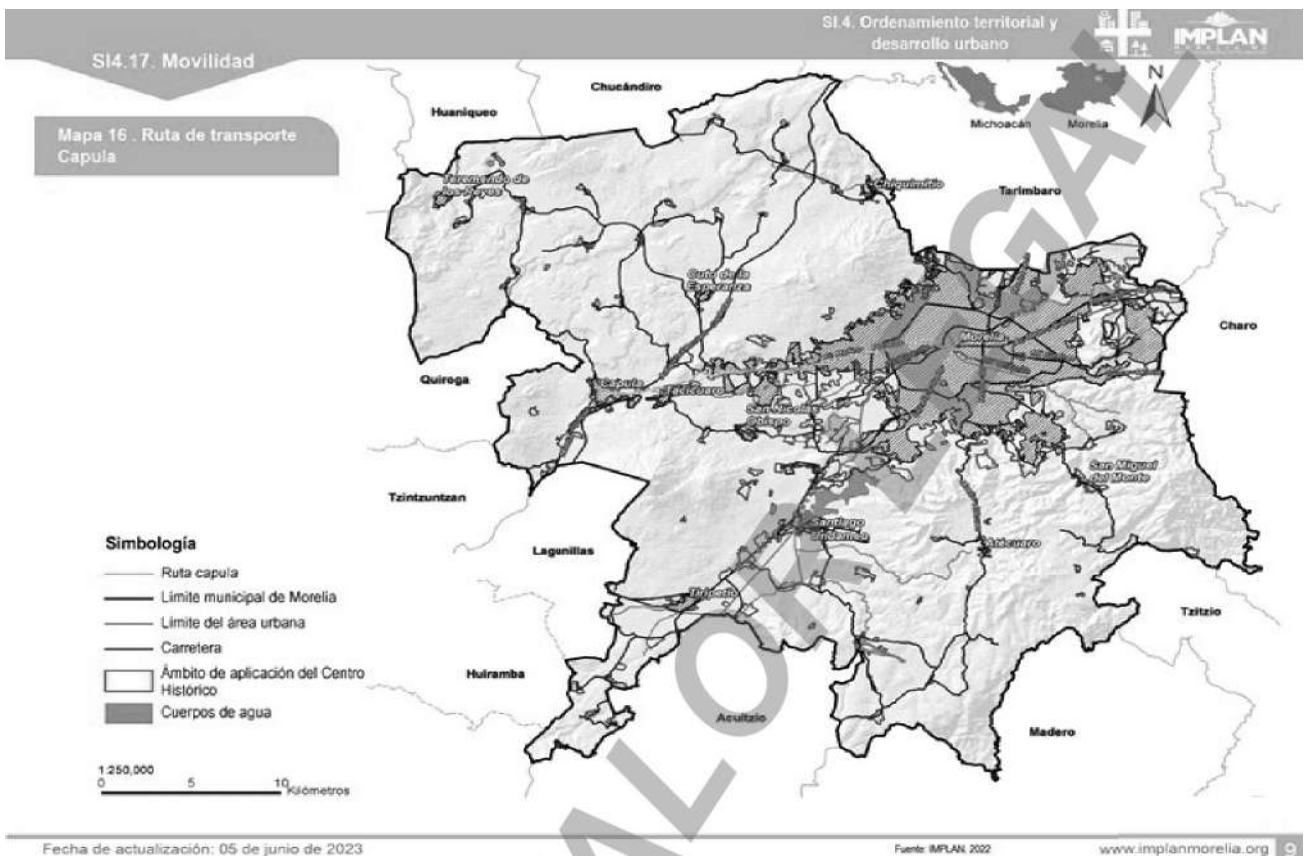 SI.4. Ordenamiento territorial y
desarrollo urbano
IMPLAN
SI4.17. Movilidad
Mapa 16 . Ruta de transporte
Capula
N
Michoacán
Morelia
Chucándiro
Huaniqueo
Teremendo de
los Reyes
Chiquimitio
Tarimbaro
Cuto de la
Esperanza
Morelia
Charo
Quiroga
Capula
Tacícuaro
San Nicolás
Obispo
San Miguel
del Monte
Tzintzuntzan
Lagunillas
Santiago
Undameo
Atécuaro
Tiripetío
Tzitzio
Huiramba
Acuitzio
Madero
Simbología
Ruta capula
Limite municipal de Morelia
Límite del área urbana
Carretera
Ámbito de aplicación del Centro
Histórico
Cuerpos de agua
1:250,000
0 5 10
Kilómetros
Fecha de actualización: 05 de junio de 2023
Fuente: IMPLAN, 2022
www.implanmorelia.org 9